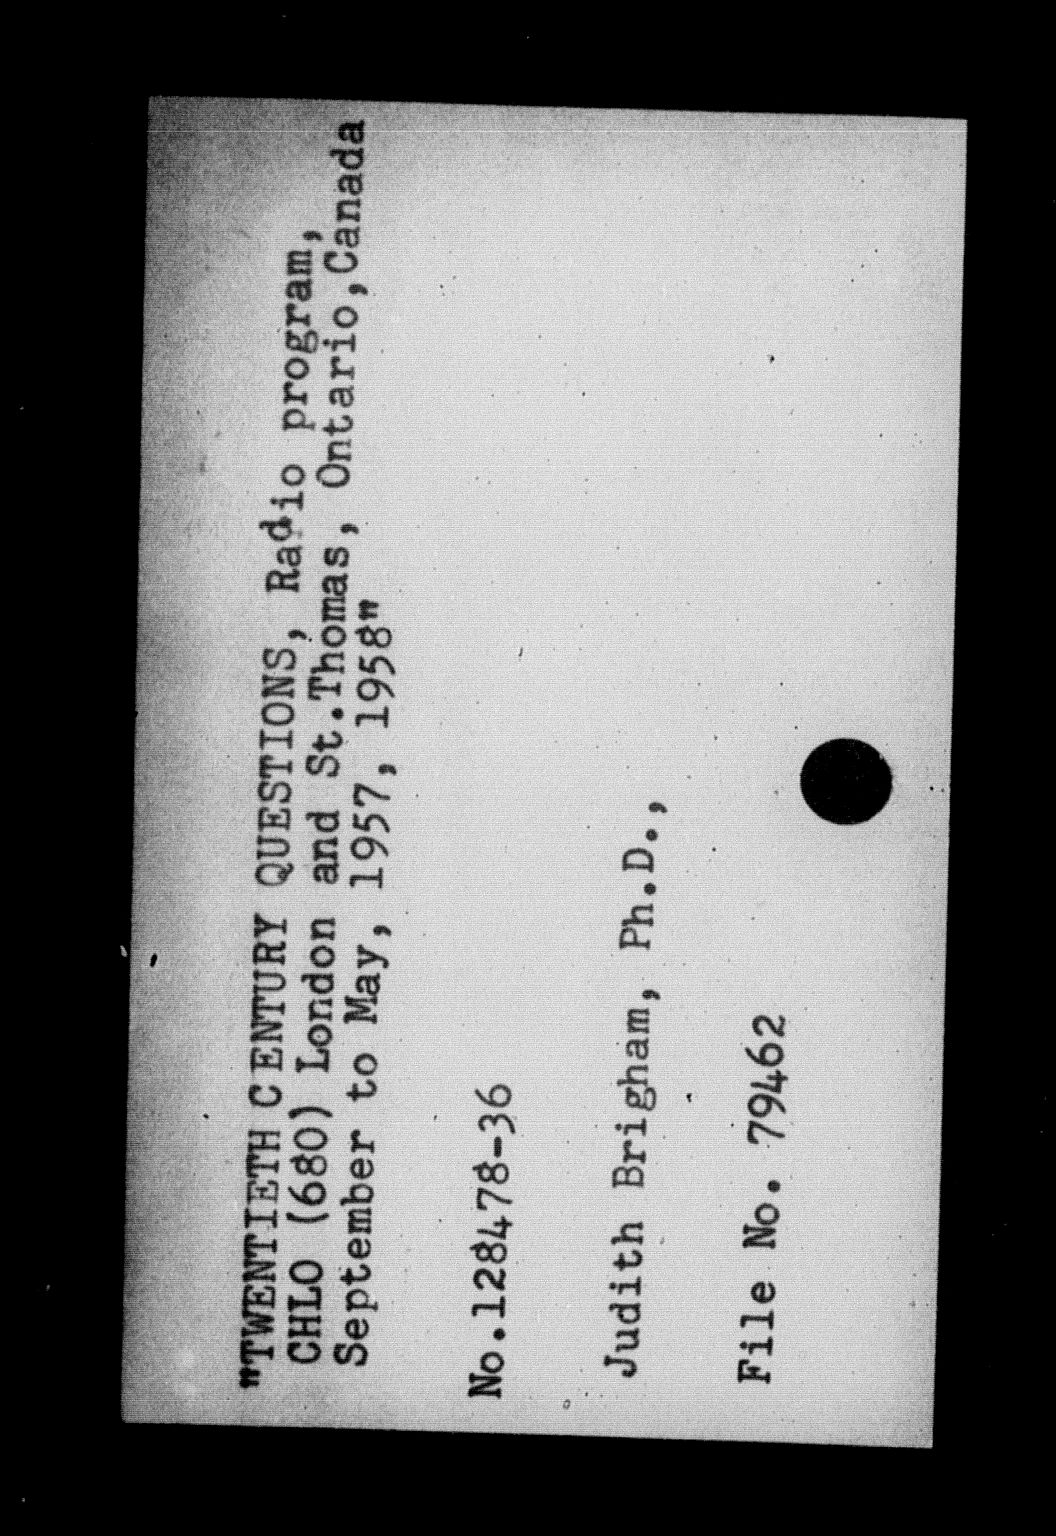 "TWENTIETH CENTURY QUESTIONS, Radio program,
CHLO (680) London and St.Thomas, Ontario,Canada
September to May, 1957, 1958"
No.128478-36
Judith Brigham, Ph.D.,
File No. 79462